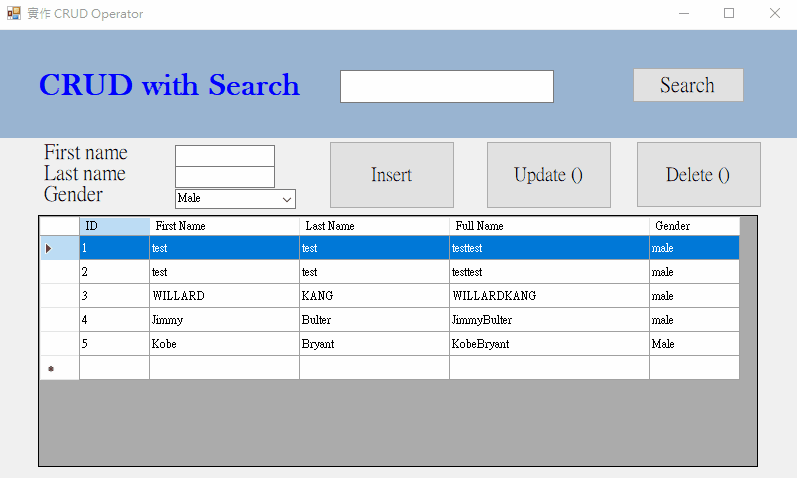 實作 CRUD Operator
CRUD with Search
Search
First name
Last name
Gender
Male
Insert
Update ()
Delete ()
ID First Name Last Name Full Name Gender
1 test test testtest male
2 test test testtest male
3 WILLARD KANG WILLARDKANG male
4 Jimmy Bulter JimmyBulter male
5 Kobe Bryant KobeBryant Male